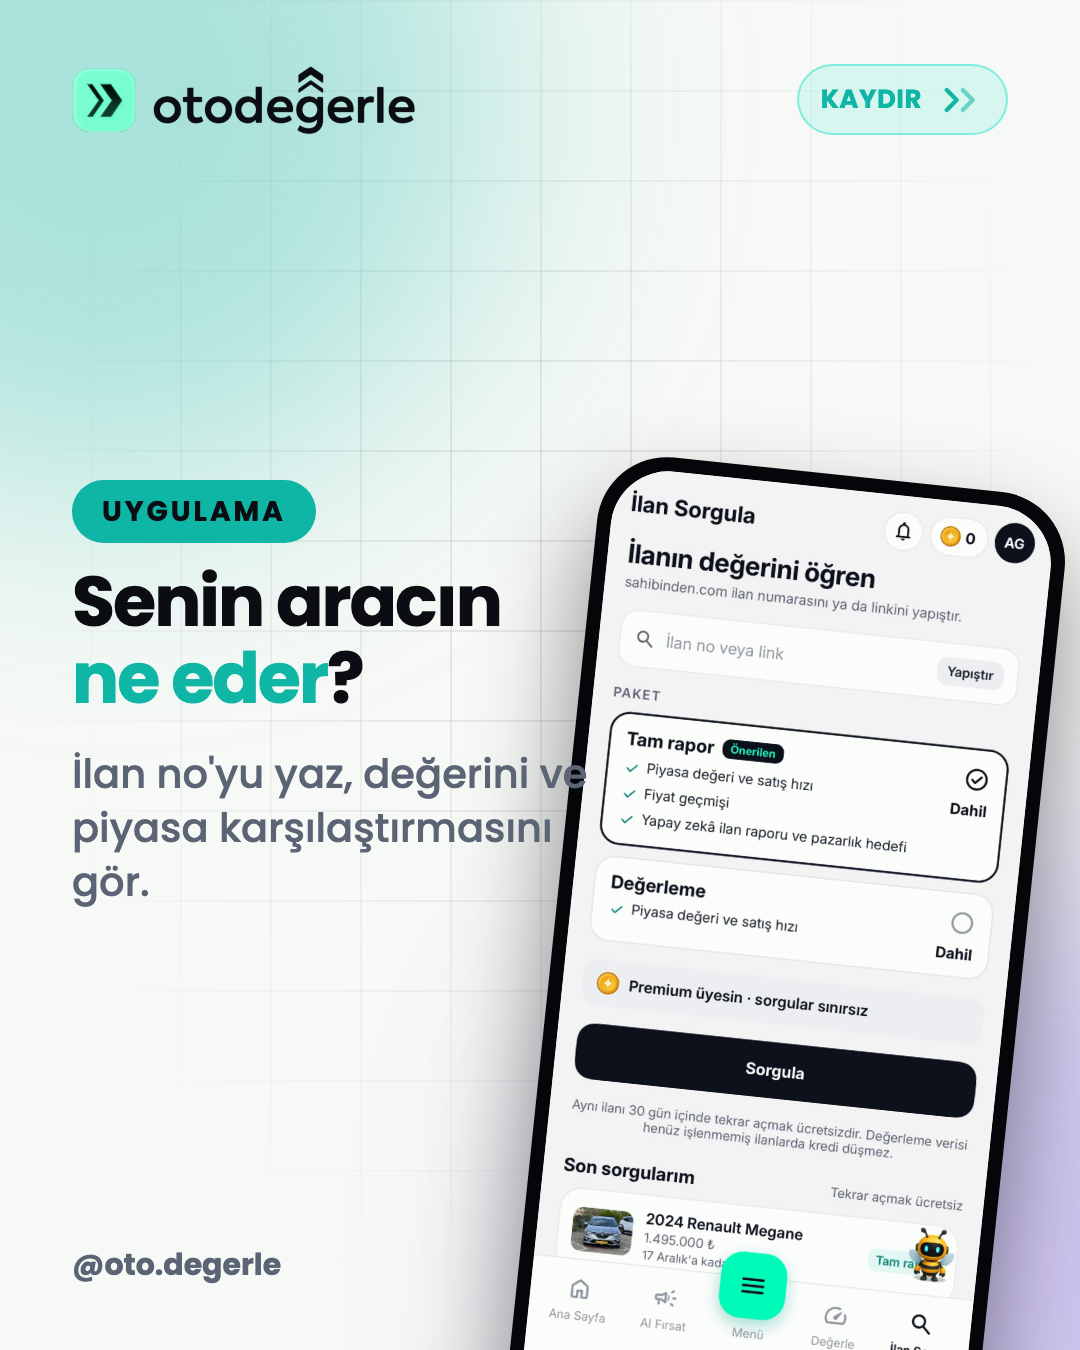 otodeğerle
KAYDIR
UYGULAMA
Senin aracın
ne eder?
İlan no'yu yaz, değerini ve
piyasa karşılaştırmasını
gör.
@oto.degerle
İlan Sorgula
0
AG
İlanın değerini öğren
sahibinden.com ilan numarasını ya da linkini yapıştır.
İlan no veya link
Yapıştır
PAKET
Tam rapor
Önerilen
Piyasa değeri ve satış hızı
Fiyat geçmişi
Yapay zekâ ilan raporu ve pazarlık hedefi
Dahil
Değerleme
Piyasa değeri ve satış hızı
Dahil
Premium üyesin · sorgular sınırsız
Sorgula
Aynı ilanı 30 gün içinde tekrar açmak ücretsizdir. Değerleme verisi
henüz işlenmemiş ilanlarda kredi düşmez.
Son sorgularım
Tekrar açmak ücretsiz
2024 Renault Megane
1.495.000 ₺
17 Aralık'a
Tam
Ana Sayfa
Al Fırsat
Menü
Değerle